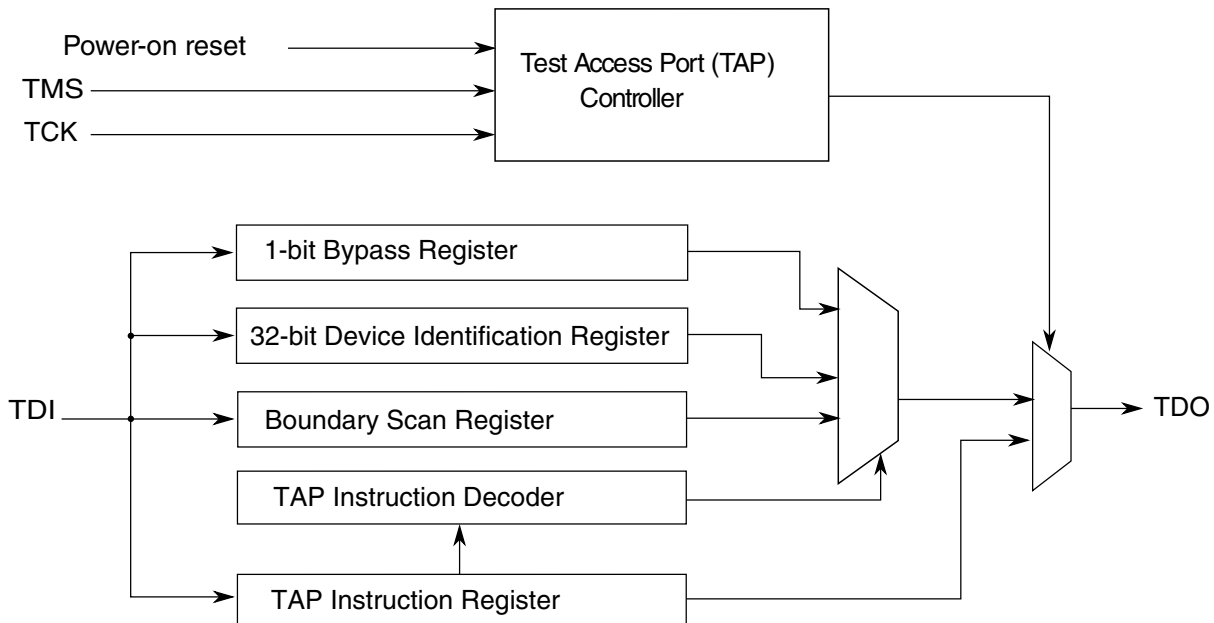 Power-on reset
TMS
TCK
Test Access Port (TAP)
Controller
1-bit Bypass Register
32-bit Device Identification Register
TDI
Boundary Scan Register
TDO
TAP Instruction Decoder
TAP Instruction Register